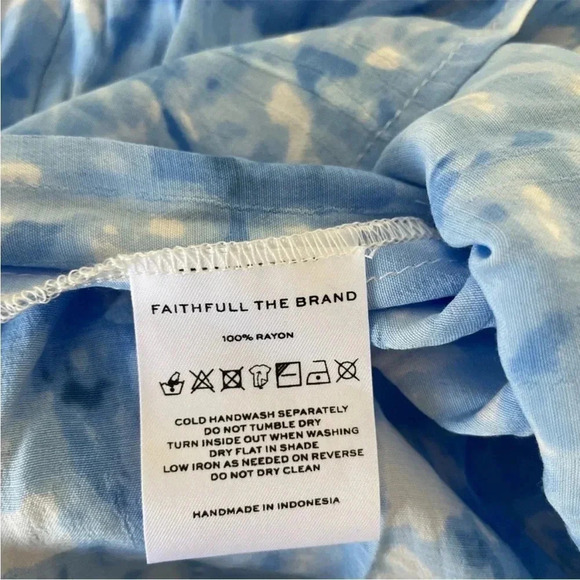 FAITHFULL THE BRAND
100% RAYON
COLD HANDWASH SEPARATELY
DO NOT TUMBLE DRY
TURN INSIDE OUT WHEN WASHING
DRY FLAT IN SHADE
LOW IRON AS NEEDED ON REVERSE
DO NOT DRY CLEAN
HANDMADE IN INDONESIA